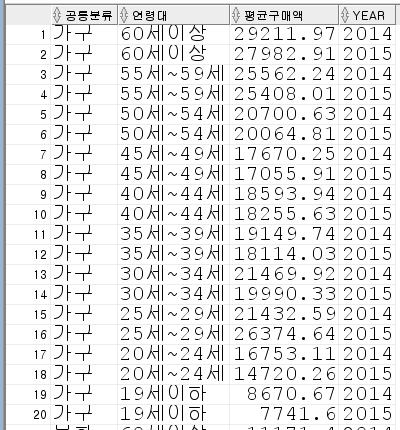 공통분류 연령대 평균구매액 YEAR
1 가구 60세이상 29211.97 2014
2 가구 60세이상 27982.91 2015
3 가구 55세~59세 25562.24 2014
4 가구 55세~59세 25408.01 2015
5 가구 50세~54세 20700.63 2014
6 가구 50세~54세 20064.81 2015
7 가구 45세~49세 17670.25 2014
8 가구 45세~49세 17055.91 2015
9 가구 40세~44세 18593.94 2014
10 가구 40세~44세 18255.63 2015
11 가구 35세~39세 19149.74 2014
12 가구 35세~39세 18114.03 2015
13 가구 30세~34세 21469.92 2014
14 가구 30세~34세 19990.33 2015
15 가구 25세~29세 21432.59 2014
16 가구 25세~29세 26374.64 2015
17 가구 20세~24세 16753.11 2014
18 가구 20세~24세 14720.26 2015
19 가구 19세이하 8670.67 2014
20 가구 19세이하 7741.6 2015